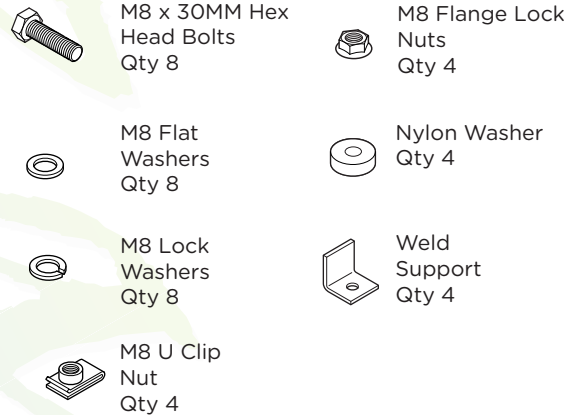 M8 x 30MM Hex
Head Bolts
Qty 8
M8 Flat
Washers
Qty 8
M8 Lock
Washers
Qty 8
M8 U Clip
Nut
Qty 4
M8 Flange Lock
Nuts
Qty 4
Nylon Washer
Qty 4
Weld
Support
Qty 4